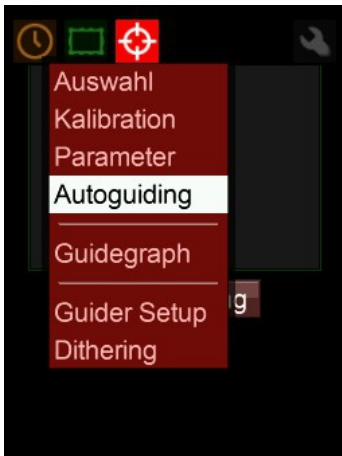 Auswahl
Kalibration
Parameter
Autoguiding
Guidegraph
g
Guider Setup
Dithering